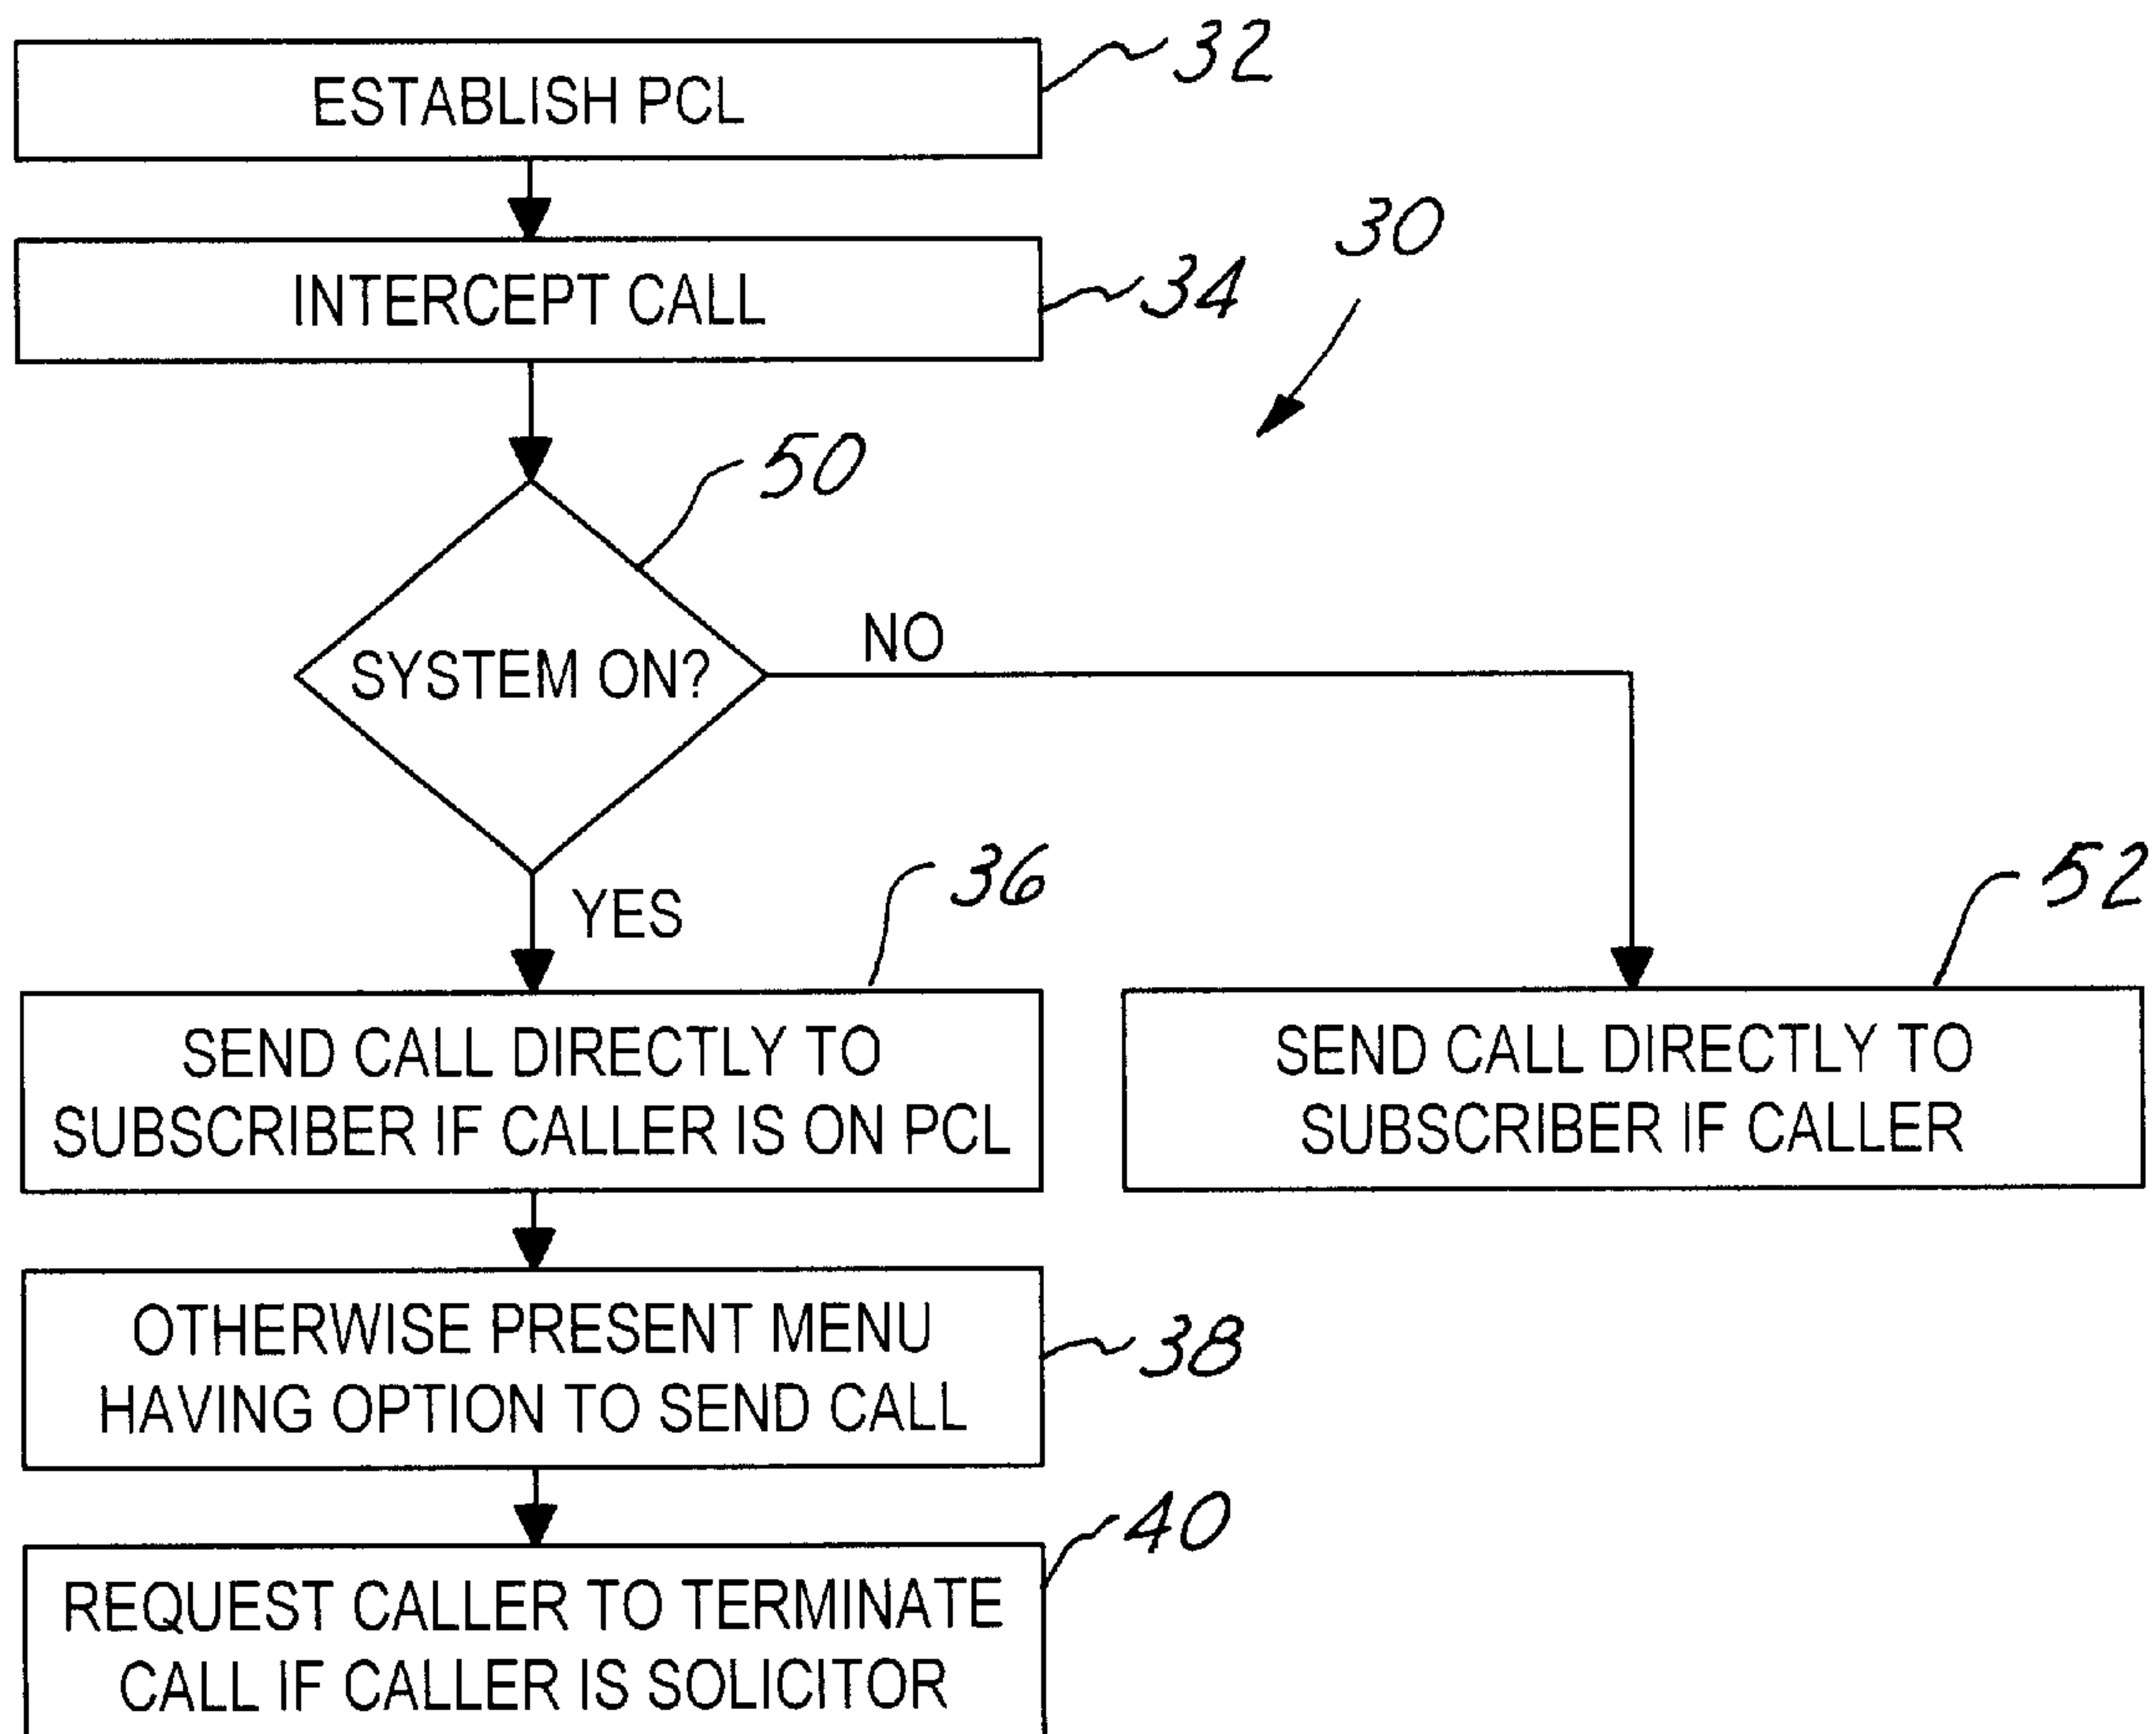 ESTABLISH PCL
32
INTERCEPT CALL
34
30
50
SYSTEM ON?
NO
YES
36
52
SEND CALL DIRECTLY TO
SUBSCRIBER IF CALLER IS ON PCL
SEND CALL DIRECTLY TO
SUBSCRIBER IF CALLER
OTHERWISE PRESENT MENU
HAVING OPTION TO SEND CALL
38
40
REQUEST CALLER TO TERMINATE
CALL IF CALLER IS SOLICITOR